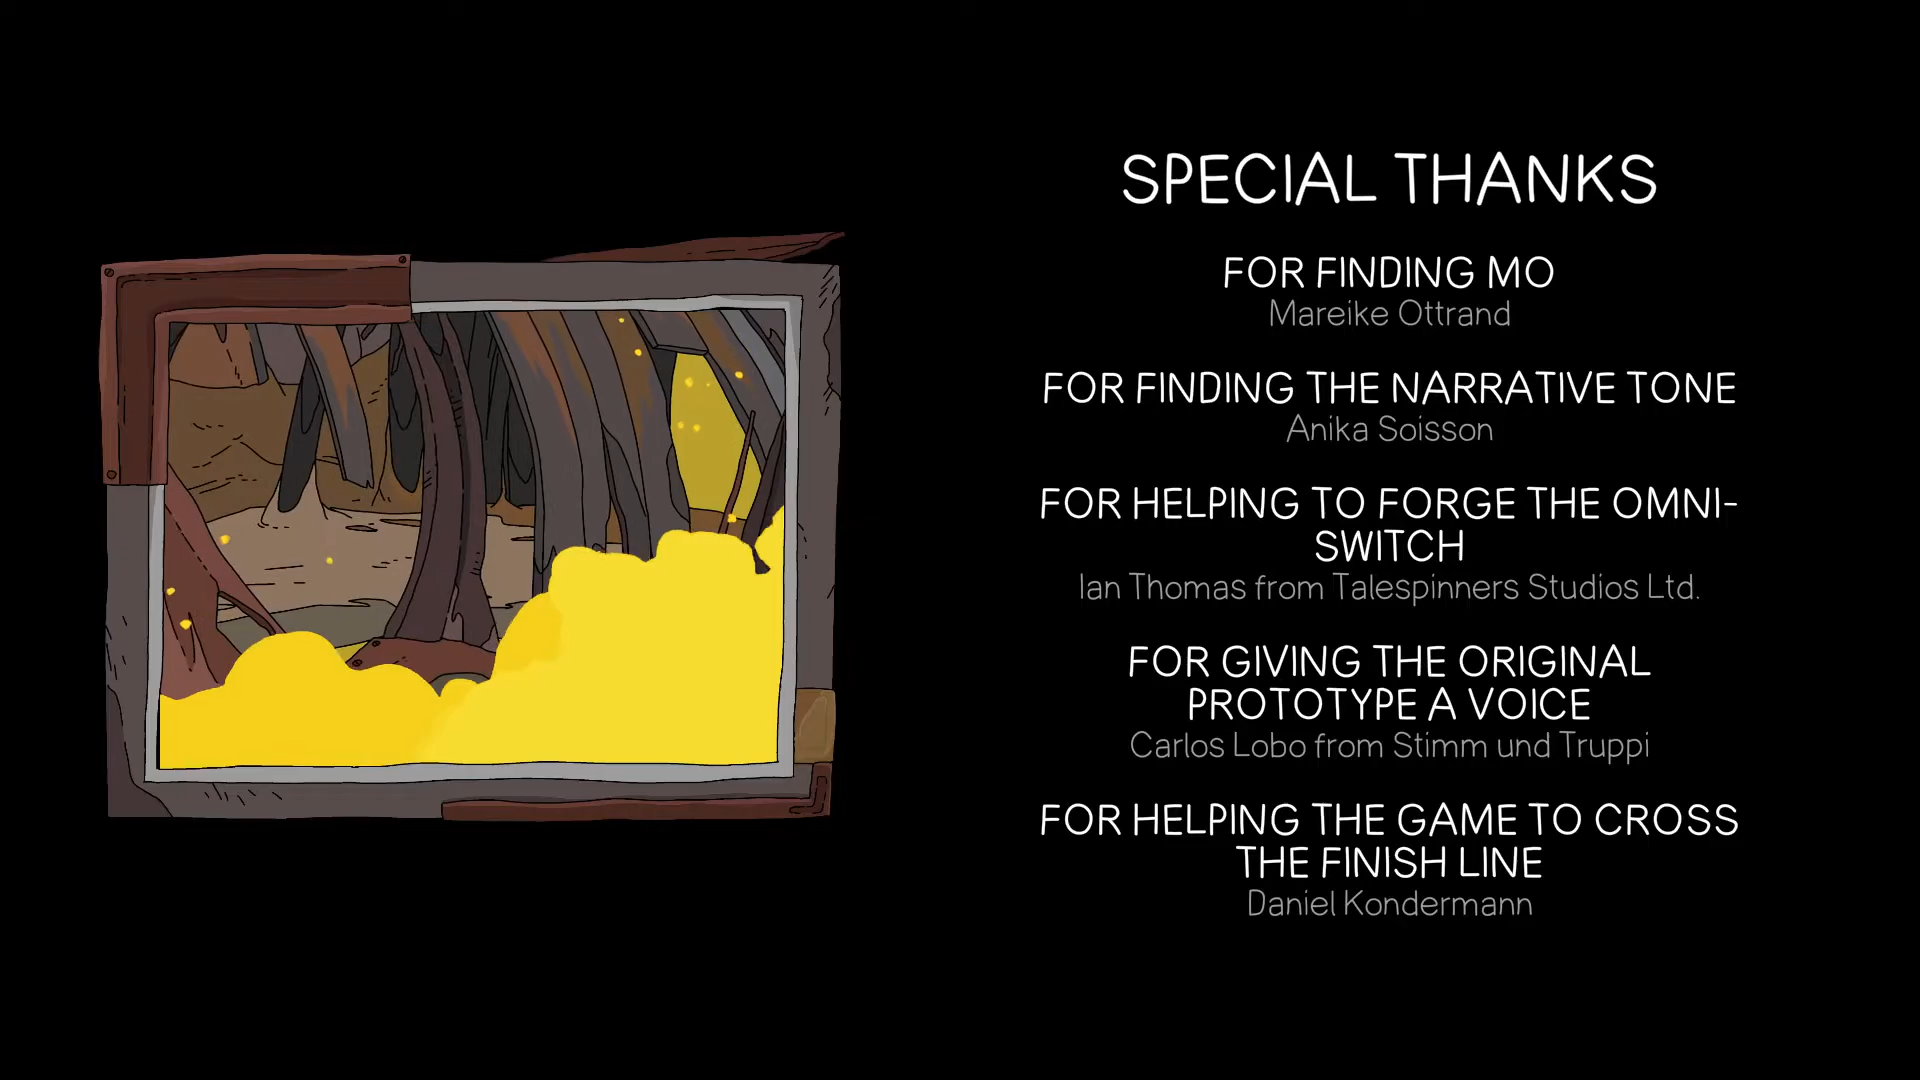 SPECIAL THANKS
FOR FINDING MO
Mareike Ottrand
FOR FINDING THE NARRATIVE TONE
Anika Soisson
FOR HELPING TO FORGE THE OMNI-
SWITCH
Ian Thomas from Talespinners Studios Ltd.
FOR GIVING THE ORIGINAL
PROTOTYPE A VOICE
Carlos Lobo from Stimm und Truppi
FOR HELPING THE GAME TO CROSS
THE FINISH LINE
Daniel Kondermann